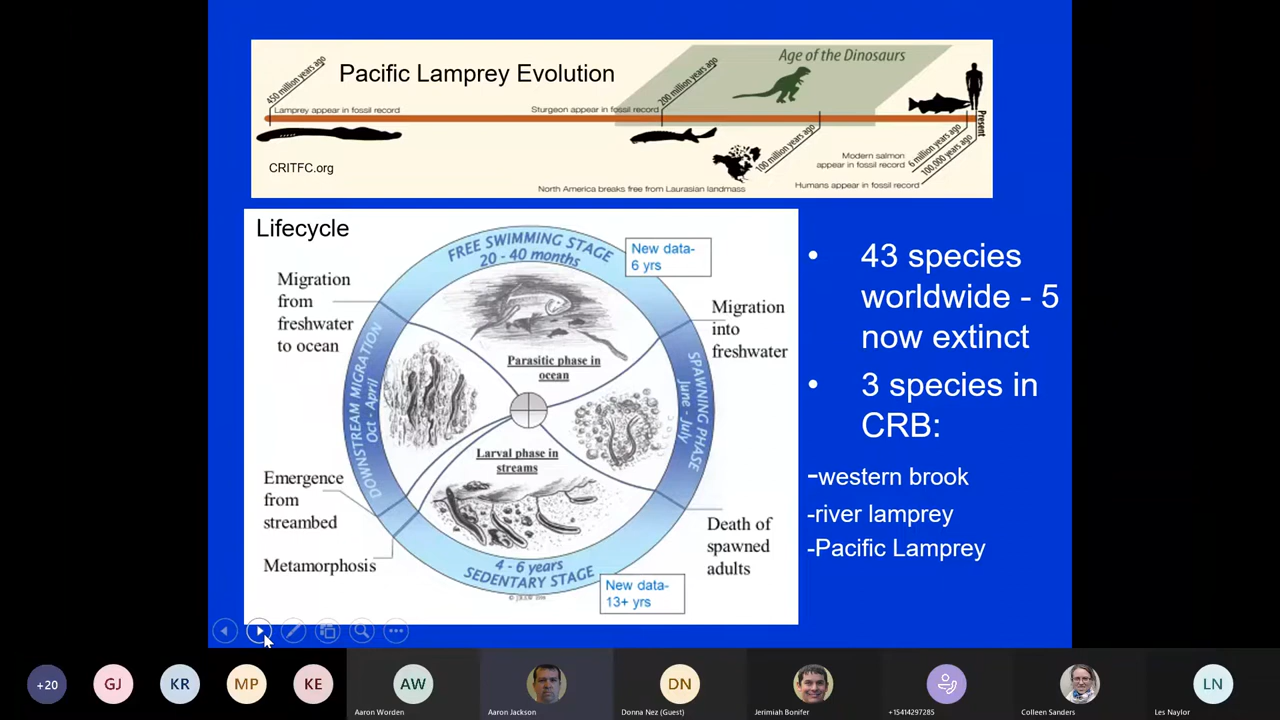 Pacific Lamprey Evolution
Age of the Dinosaurs
450 million years ago
200 million years ago
Lamprey appear in fossil record
Sturgeon appear in fossil record
Present
CRITFC.org
100 million years ago
Modern salmon
appear in fossil record
6 million years ago
100,000 years ago
North America breaks free from Laurasian landmass
Humans appear in fossil record
Lifecycle
FREE SWIMMING STAGE
20 - 40 months
New data-
6 yrs
Migration
from
freshwater
to ocean
Migration
into
freshwater
Parasitic phase in
ocean
DOWNSTREAM MIGRATION
Oct - April
SPAWNING PHASE
June - July
Larval phase in
streams
Emergence
from
streambed
Metamorphosis
Death of
spawned
adults
4 - 6 years
SEDENTARY STAGE
New data-
13+ yrs
• 43 species
worldwide - 5
now extinct
• 3 species in
CRB:
-western brook
-river lamprey
-Pacific Lamprey
+20
GJ
KR
MP
KE
AW
DN
LN
Aaron Worden
Aaron Jackson
Donna Nez (Guest)
Jerimiah Bonifer
+15414297285
Colleen Sanders
Les Naylor